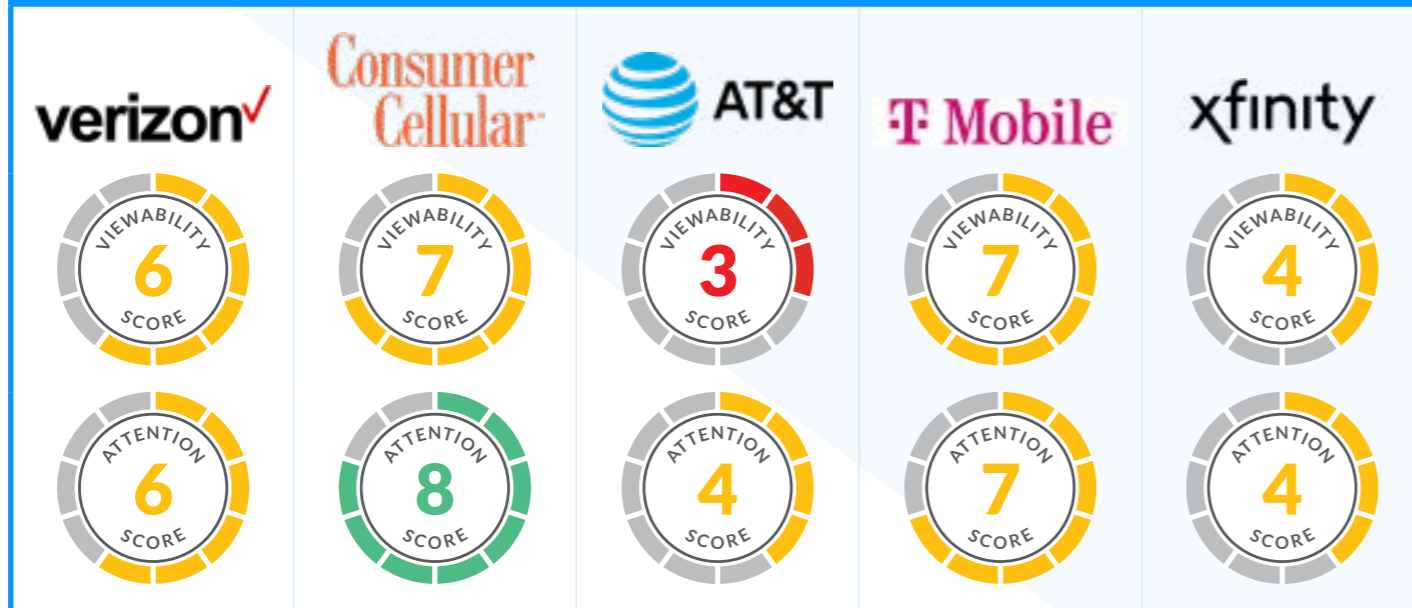 verizon
Consumer
Cellular
AT&T
T Mobile
xfinity
VIEWABILITY
6
SCORE
VIEWABILITY
7
SCORE
VIEWABILITY
3
SCORE
VIEWABILITY
7
SCORE
VIEWABILITY
4
SCORE
ATTENTION
6
SCORE
ATTENTION
8
SCORE
ATTENTION
4
SCORE
ATTENTION
7
SCORE
ATTENTION
4
SCORE